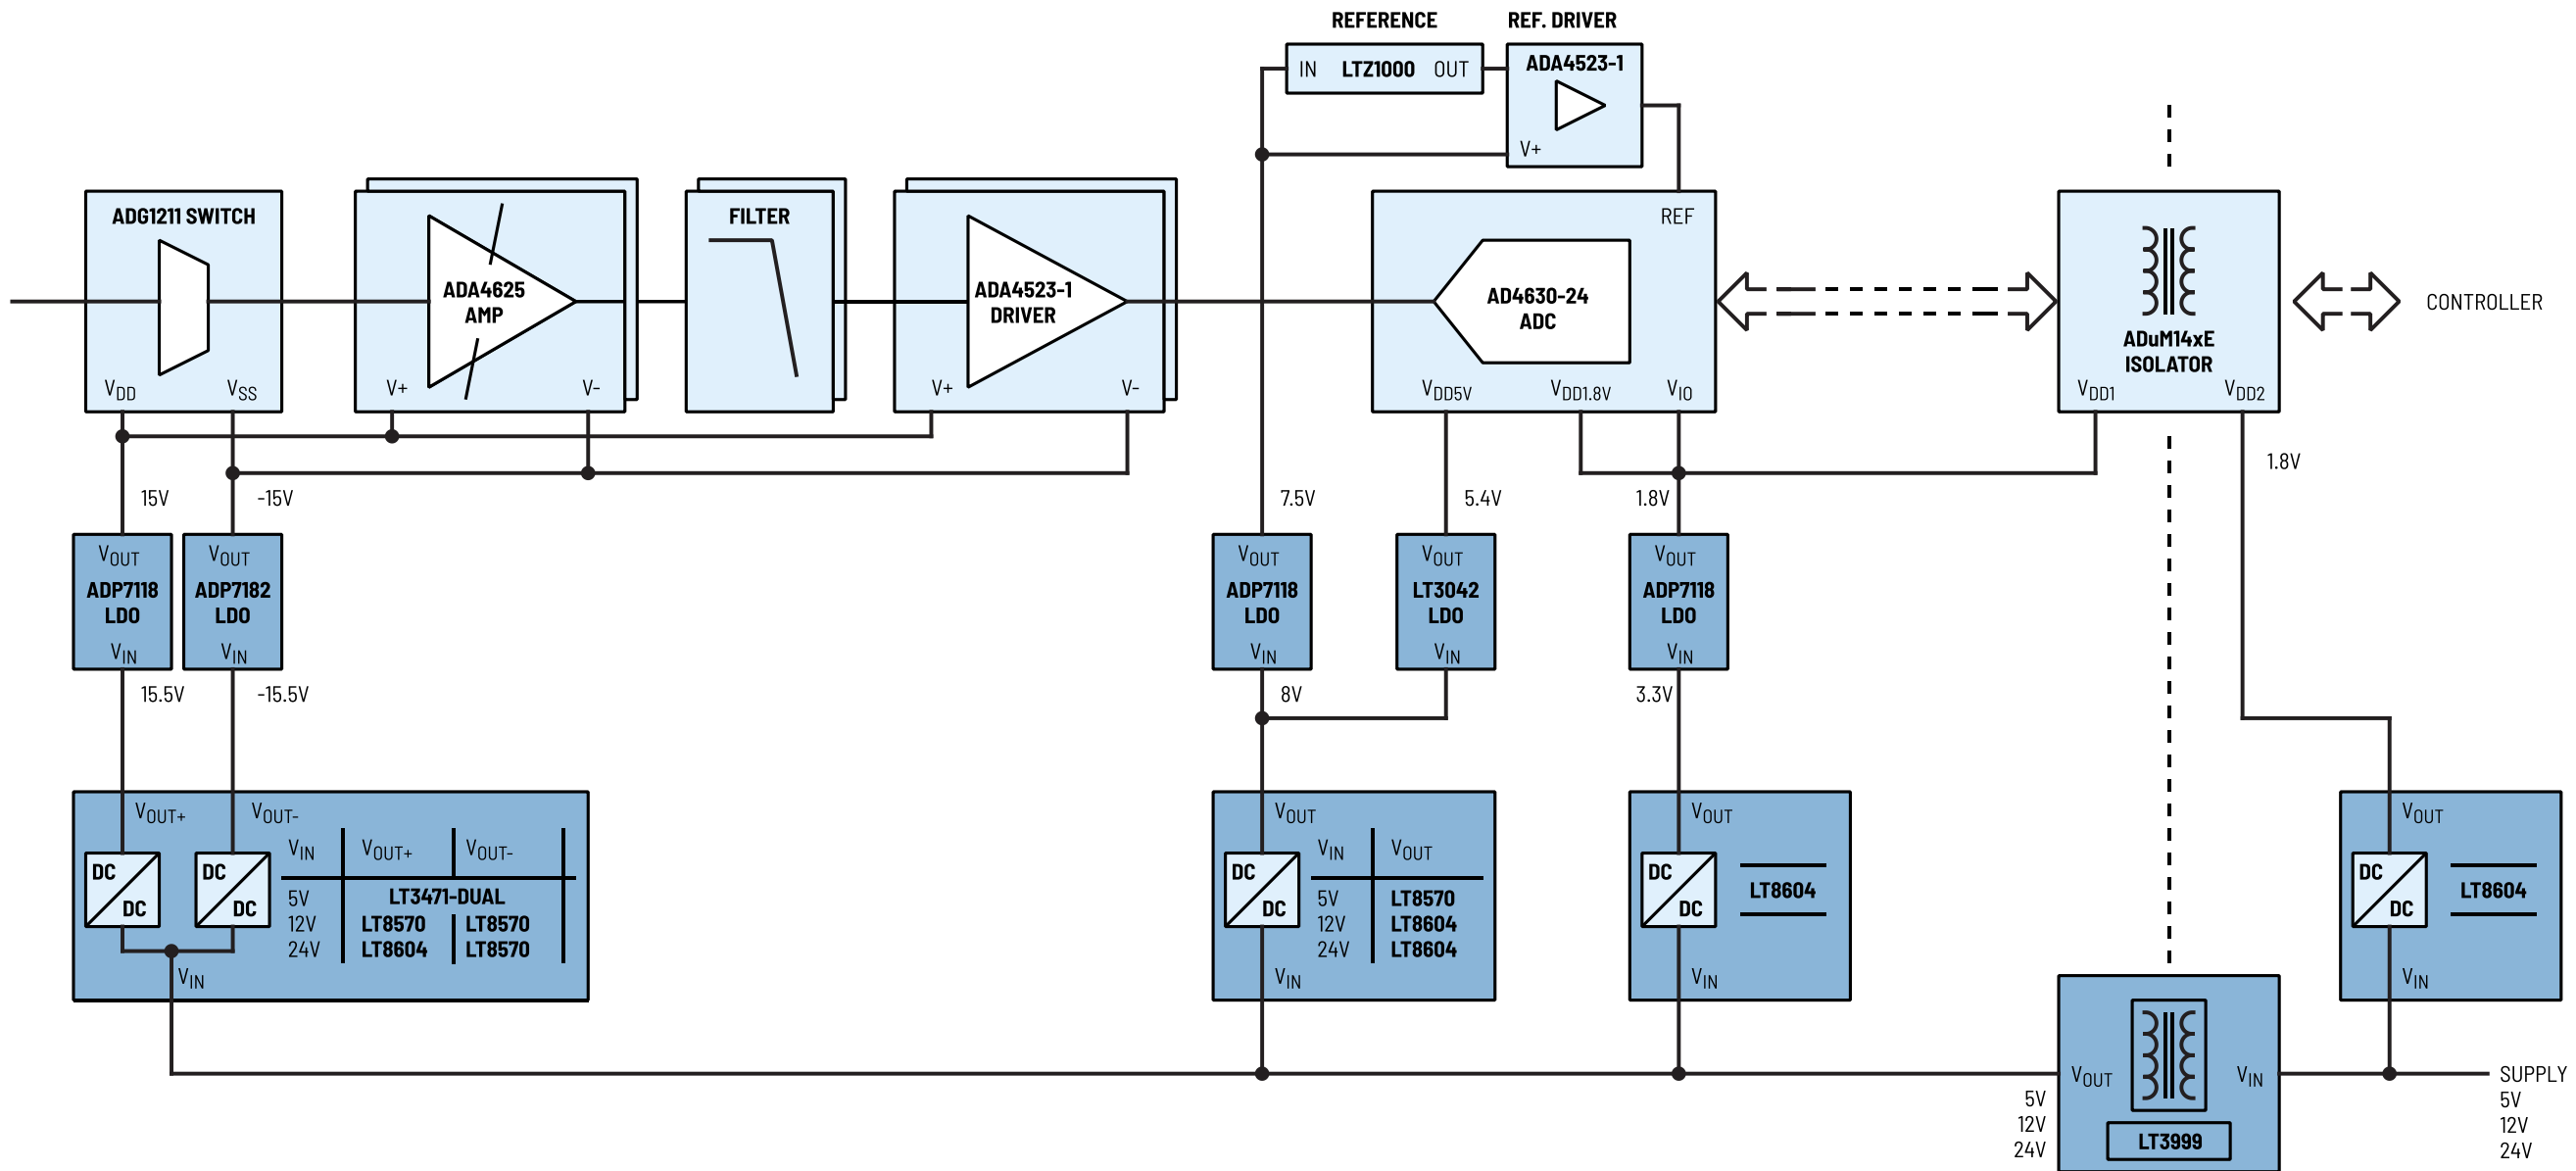 REFERENCE
REF. DRIVER
IN LTZ1000 OUT
ADA4523-1
V+
ADG1211 SWITCH
VDD VSS
ADA4625
AMP
V+ V-
FILTER
ADA4523-1
DRIVER
V+ V-
REF
AD4630-24
ADC
VDD5V VDD1.8V VIO
ADuM14xE
ISOLATOR
VDD1 VDD2
CONTROLLER
15V -15V 7.5V 5.4V 1.8V 1.8V
VOUT
ADP7118
LDO
VIN
VOUT
ADP7182
LDO
VIN
VOUT
ADP7118
LDO
VIN
VOUT
LT3042
LDO
VIN
VOUT
ADP7118
LDO
VIN
15.5V -15.5V 8V 3.3V
VOUT+ VOUT-
DC
DC
DC
DC
VIN VOUT+ VOUT-
5V LT3471-DUAL
12V LT8570 LT8570
24V LT8604 LT8570
VIN
VOUT
DC
DC
VIN VOUT
5V LT8570
12V LT8604
24V LT8604
VIN
VOUT
DC
DC
LT8604
VIN
VOUT
DC
DC
LT8604
VIN
VOUT VIN
LT3999
5V
12V
24V
SUPPLY
5V
12V
24V